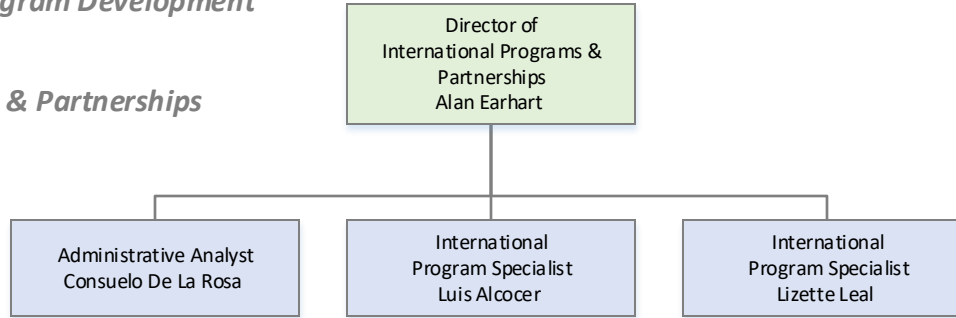 gram Development
& Partnerships
Director of
International Programs &
Partnerships
Alan Earhart
Administrative Analyst
Consuelo De La Rosa
International
Program Specialist
Luis Alcocer
International
Program Specialist
Lizette Leal